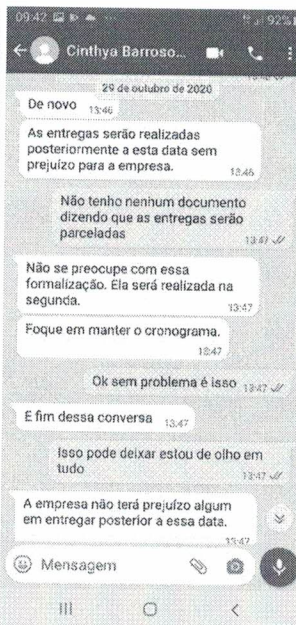 09:42 92%
Cinthya Barroso...
29 de outubro de 2020
De novo 13:46
As entregas serão realizadas
posteriormente a esta data sem
prejuízo para a empresa. 13:46
Não tenho nenhum documento
dizendo que as entregas serão
parceladas
13:47
Não se preocupe com essa
formalização. Ela será realizada na
segunda. 13:47
Foque em manter o cronograma.
13:47
Ok sem problema é isso 13:47
E fim dessa conversa 13:47
Isso pode deixar estou de olho em
tudo 13:47
A empresa não terá prejuízo algum
em entregar posterior a essa data.
13:47
Mensagem